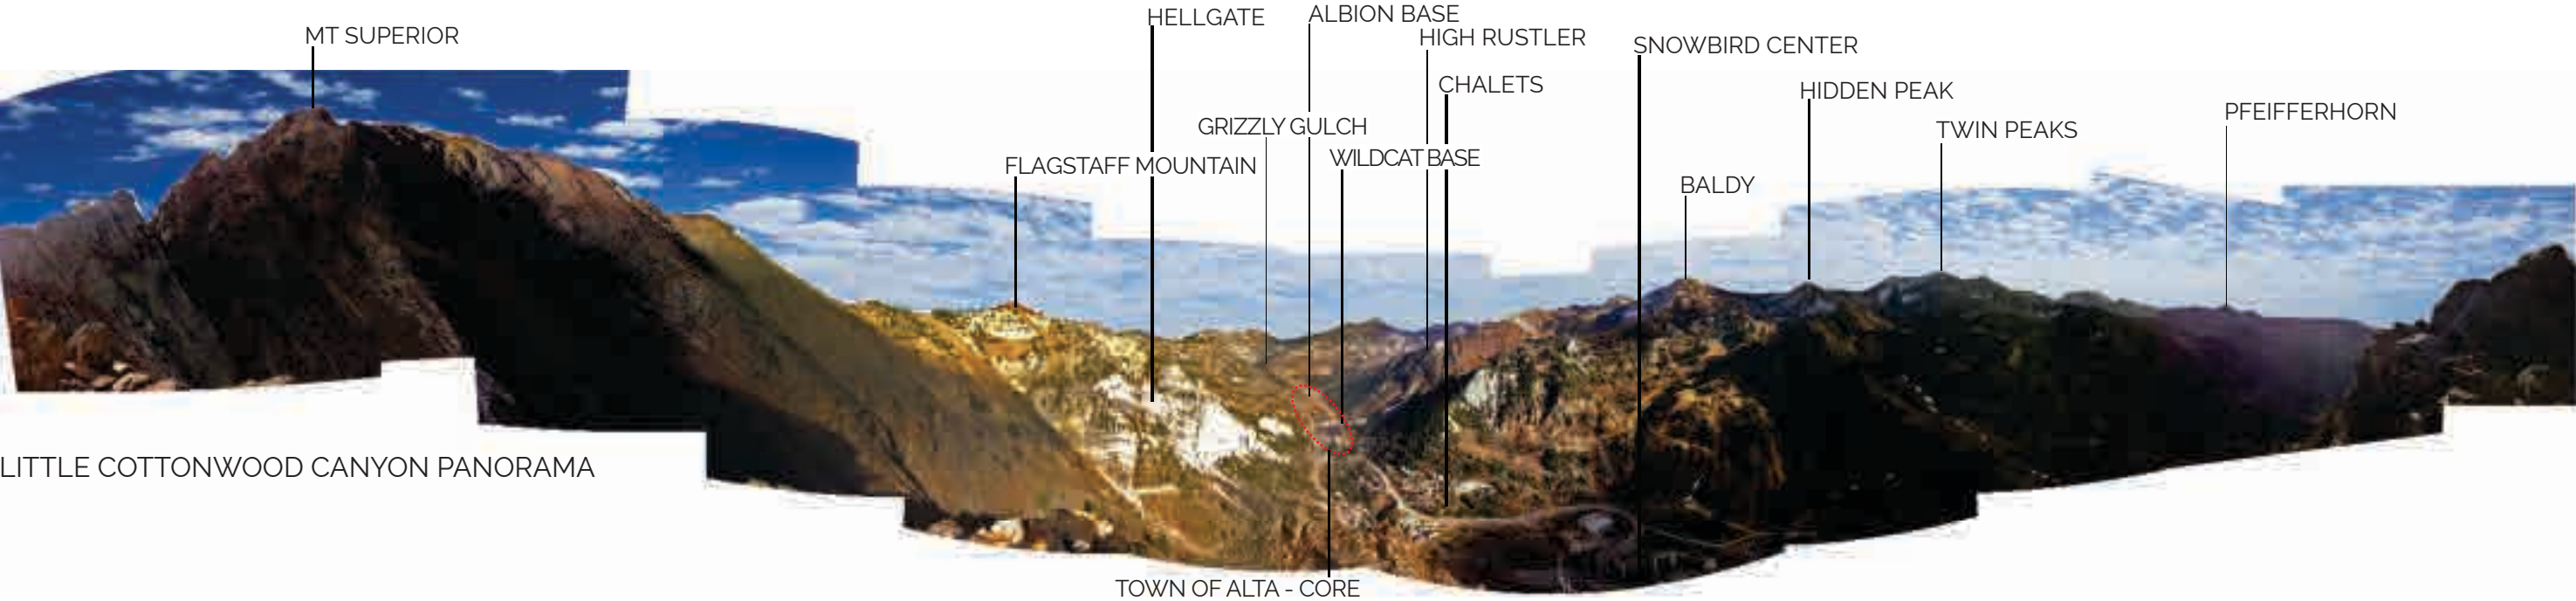 HELLGATE
ALBION BASE
MT SUPERIOR
HIGH RUSTLER
SNOWBIRD CENTER
CHALETS
HIDDEN PEAK
PFEIFFERHORN
GRIZZLY GULCH
TWIN PEAKS
FLAGSTAFF MOUNTAIN
WILDCAT BASE
BALDY
LITTLE COTTONWOOD CANYON PANORAMA
TOWN OF ALTA - CORE